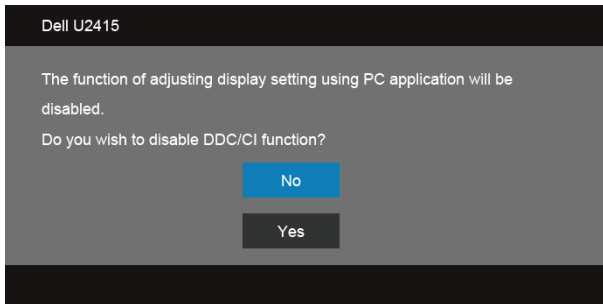 Dell U2415
The function of adjusting display setting using PC application will be
disabled.
Do you wish to disable DDC/CI function?
No
Yes